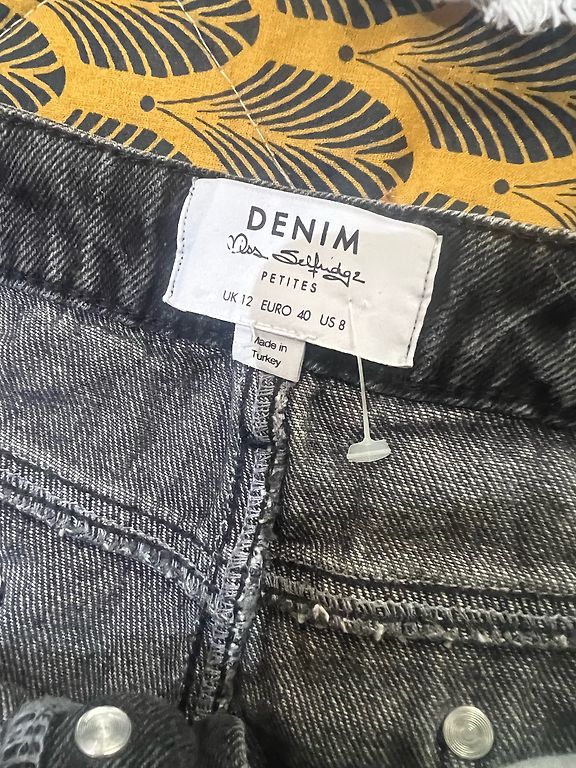 DENIM
Miss Selfridge
PETITES
UK 12 EURO 40 US 8
Made in
Turkey